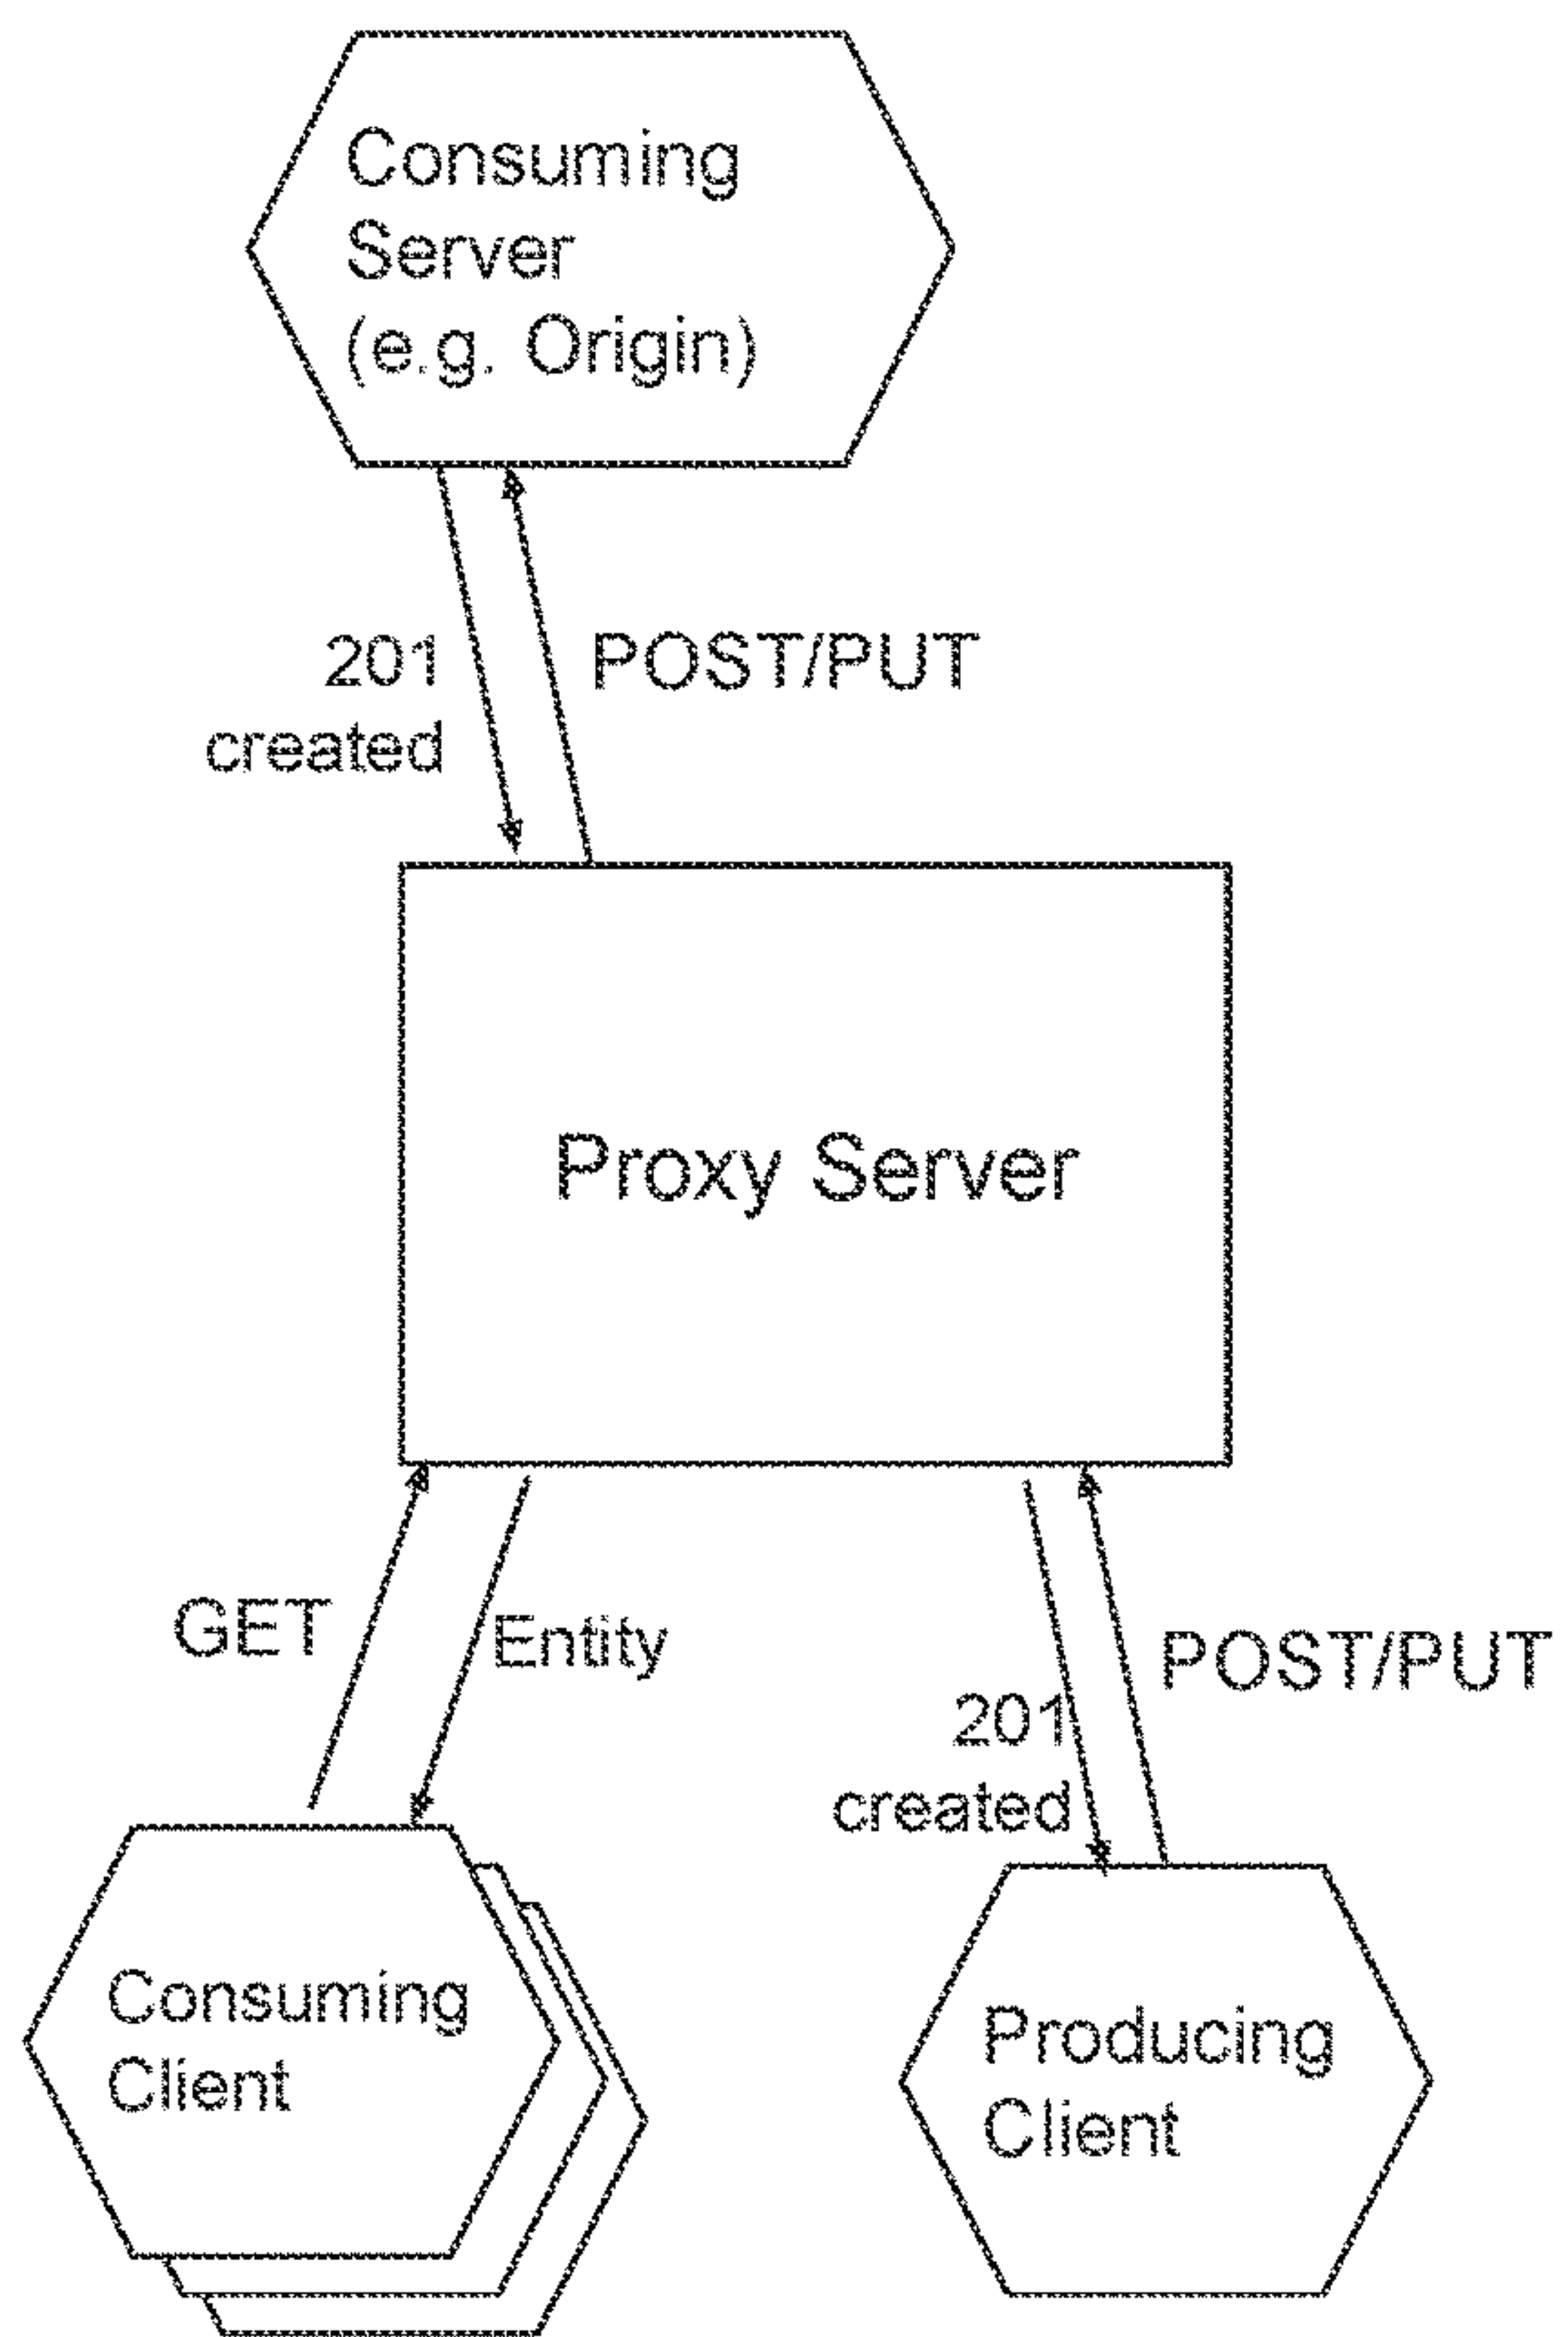 Consuming
Server
(e.g. Origin)
201
created
POST/PUT
Proxy Server
GET
Entity
201
created
POST/PUT
Consuming
Client
Producing
Client